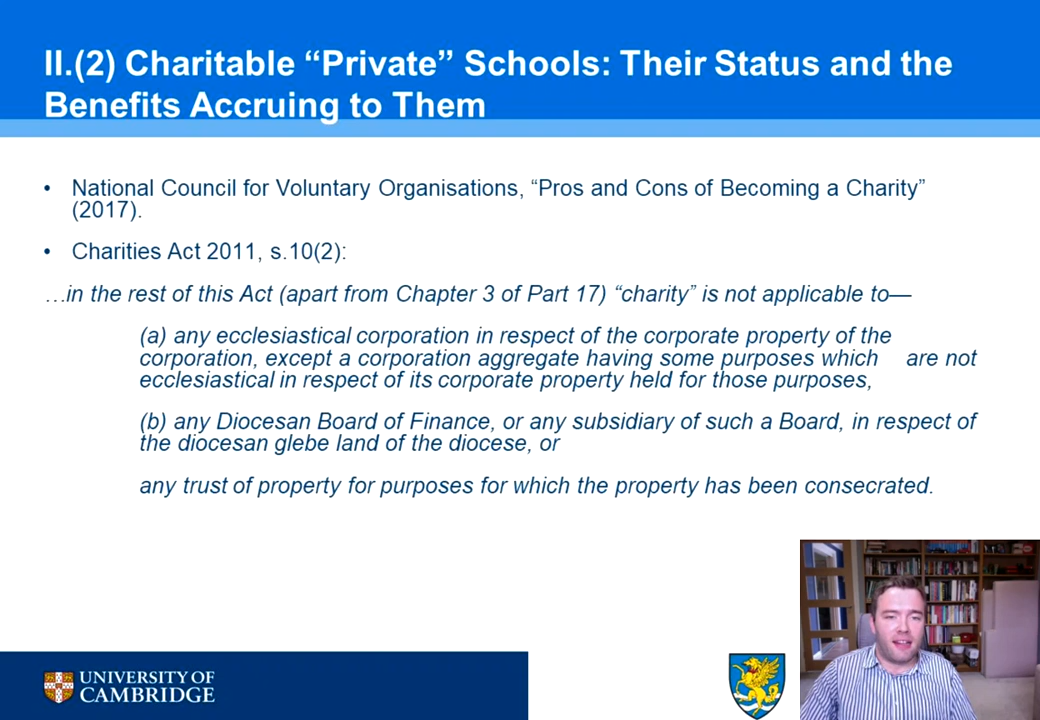 II.(2) Charitable “Private” Schools: Their Status and the
Benefits Accruing to Them
• National Council for Voluntary Organisations, “Pros and Cons of Becoming a Charity”
(2017).
• Charities Act 2011, s.10(2):
…in the rest of this Act (apart from Chapter 3 of Part 17) “charity” is not applicable to—
(a) any ecclesiastical corporation in respect of the corporate property of the
corporation, except a corporation aggregate having some purposes which are not
ecclesiastical in respect of its corporate property held for those purposes,
(b) any Diocesan Board of Finance, or any subsidiary of such a Board, in respect of
the diocesan glebe land of the diocese, or
any trust of property for purposes for which the property has been consecrated.
UNIVERSITY OF
CAMBRIDGE